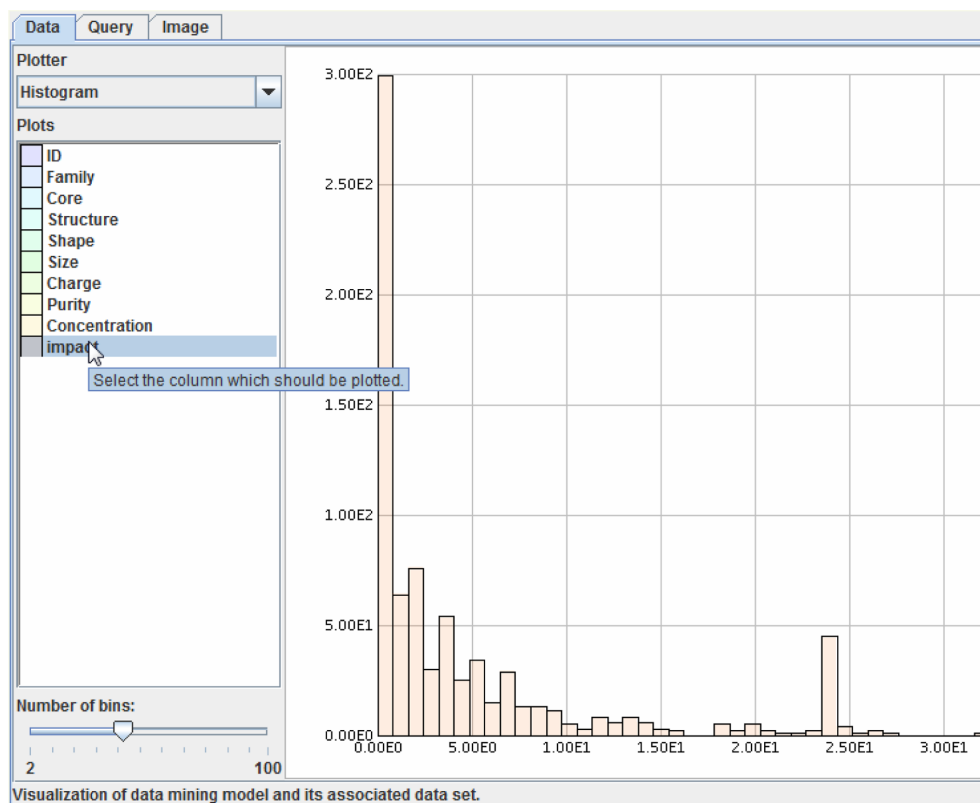 Data Query Image
Plotter
Histogram
Plots
ID
Family
Core
Structure
Shape
Size
Charge
Purity
Concentration
impact
Select the column which should be plotted.
Number of bins:
2 100
3.00E2
2.50E2
2.00E2
1.50E2
1.00E2
5.00E1
0.00E0
0.00E0 5.00E0 1.00E1 1.50E1 2.00E1 2.50E1 3.00E1
Visualization of data mining model and its associated data set.